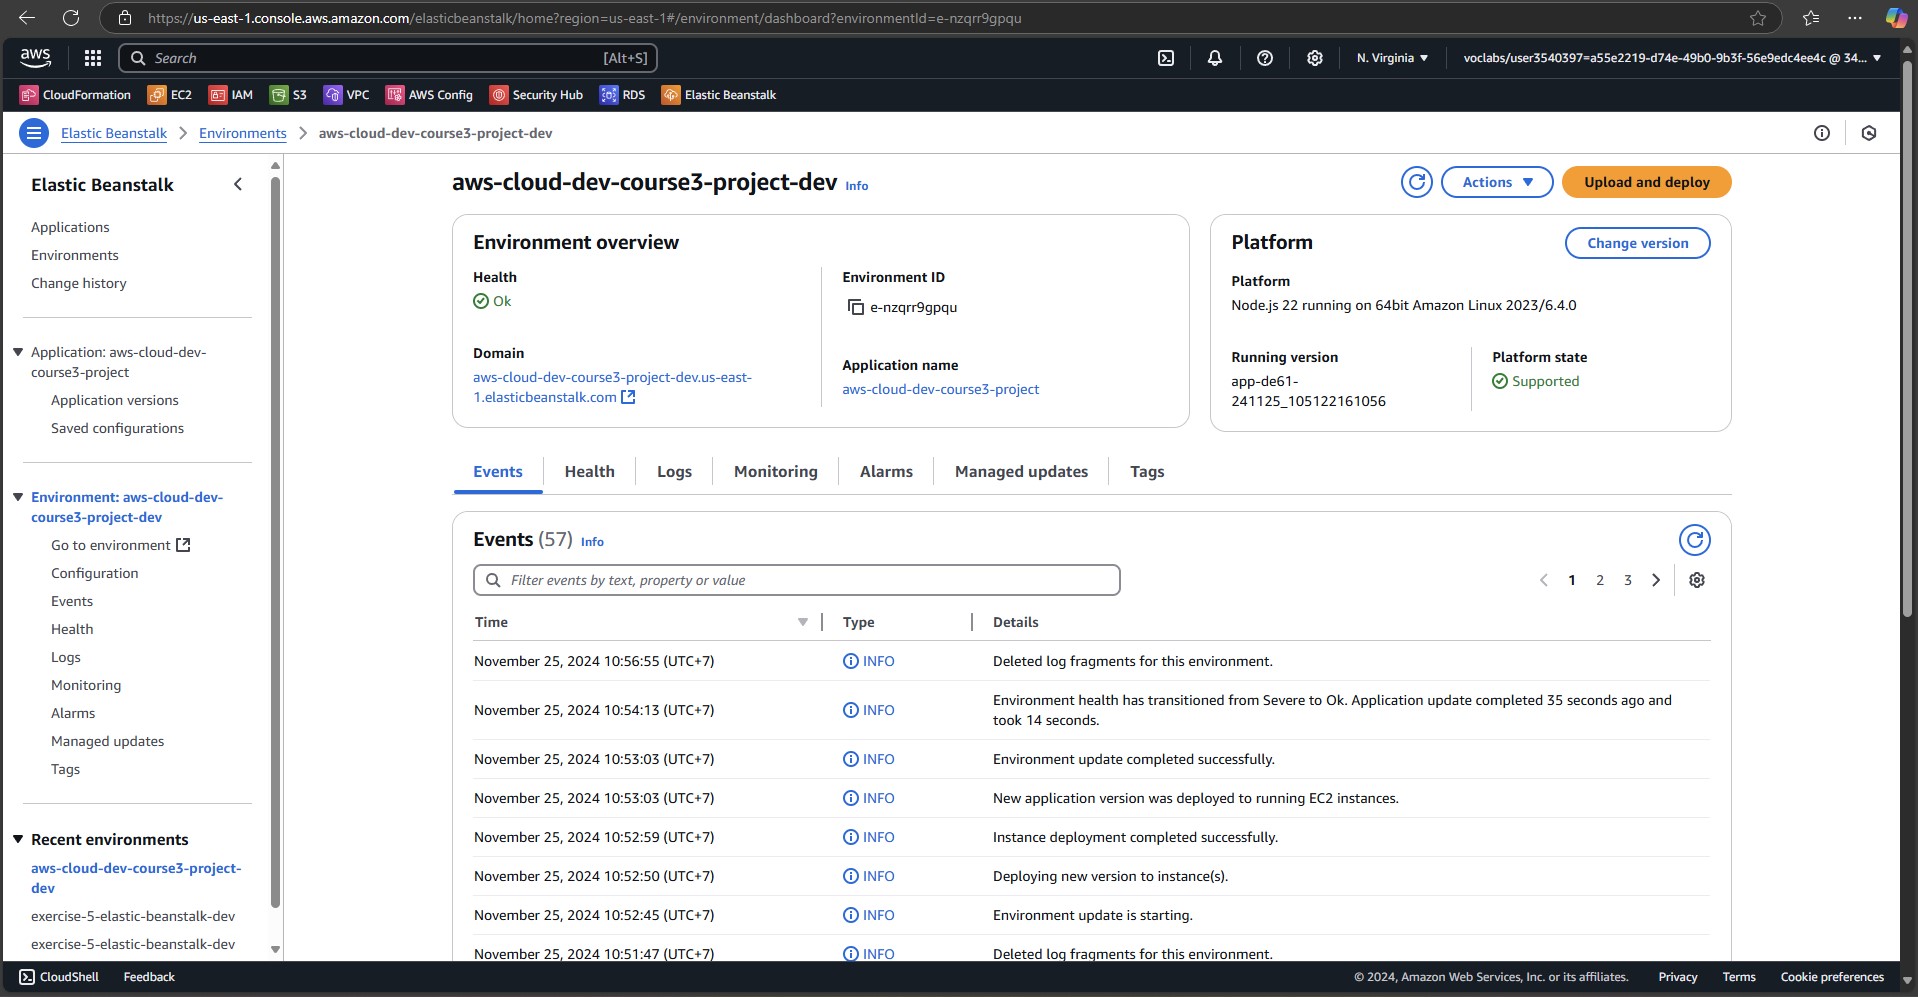 https://us-east-1.console.aws.amazon.com/elasticbeanstalk/home?region=us-east-1#/environment/dashboard?environmentId=e-nzqrr9gpqu
aws
Search
[Alt+S]
N. Virginia
voclabs/user3540397=a55e2219-d74e-49b0-9b3f-56e9edc4ee4c @ 34...
CloudFormation
EC2
IAM
S3
VPC
AWS Config
Security Hub
RDS
Elastic Beanstalk
Elastic Beanstalk
Environments
aws-cloud-dev-course3-project-dev
Elastic Beanstalk
Applications
Environments
Change history
Application: aws-cloud-dev-
course3-project
Application versions
Saved configurations
Environment: aws-cloud-dev-
course3-project-dev
Go to environment
Configuration
Events
Health
Logs
Monitoring
Alarms
Managed updates
Tags
Recent environments
aws-cloud-dev-course3-project-
dev
exercise-5-elastic-beanstalk-dev
exercise-5-elastic-beanstalk-dev
aws-cloud-dev-course3-project-dev Info
Actions
Upload and deploy
Environment overview
Health
Ok
Domain
aws-cloud-dev-course3-project-dev.us-east-
1.elasticbeanstalk.com
Environment ID
e-nzqrr9gpqu
Application name
aws-cloud-dev-course3-project
Platform
Change version
Platform
Node.js 22 running on 64bit Amazon Linux 2023/6.4.0
Running version
app-de61-
241125_105122161056
Platform state
Supported
Events
Health
Logs
Monitoring
Alarms
Managed updates
Tags
Events (57) Info
Filter events by text, property or value
1 2 3
Time Type Details
November 25, 2024 10:56:55 (UTC+7) INFO Deleted log fragments for this environment.
November 25, 2024 10:54:13 (UTC+7) INFO Environment health has transitioned from Severe to Ok. Application update completed 35 seconds ago and
took 14 seconds.
November 25, 2024 10:53:03 (UTC+7) INFO Environment update completed successfully.
November 25, 2024 10:53:03 (UTC+7) INFO New application version was deployed to running EC2 instances.
November 25, 2024 10:52:59 (UTC+7) INFO Instance deployment completed successfully.
November 25, 2024 10:52:50 (UTC+7) INFO Deploying new version to instance(s).
November 25, 2024 10:52:45 (UTC+7) INFO Environment update is starting.
November 25, 2024 10:51:47 (UTC+7) INFO Deleted log fragments for this environment.
CloudShell
Feedback
© 2024, Amazon Web Services, Inc. or its affiliates.
Privacy
Terms
Cookie preferences